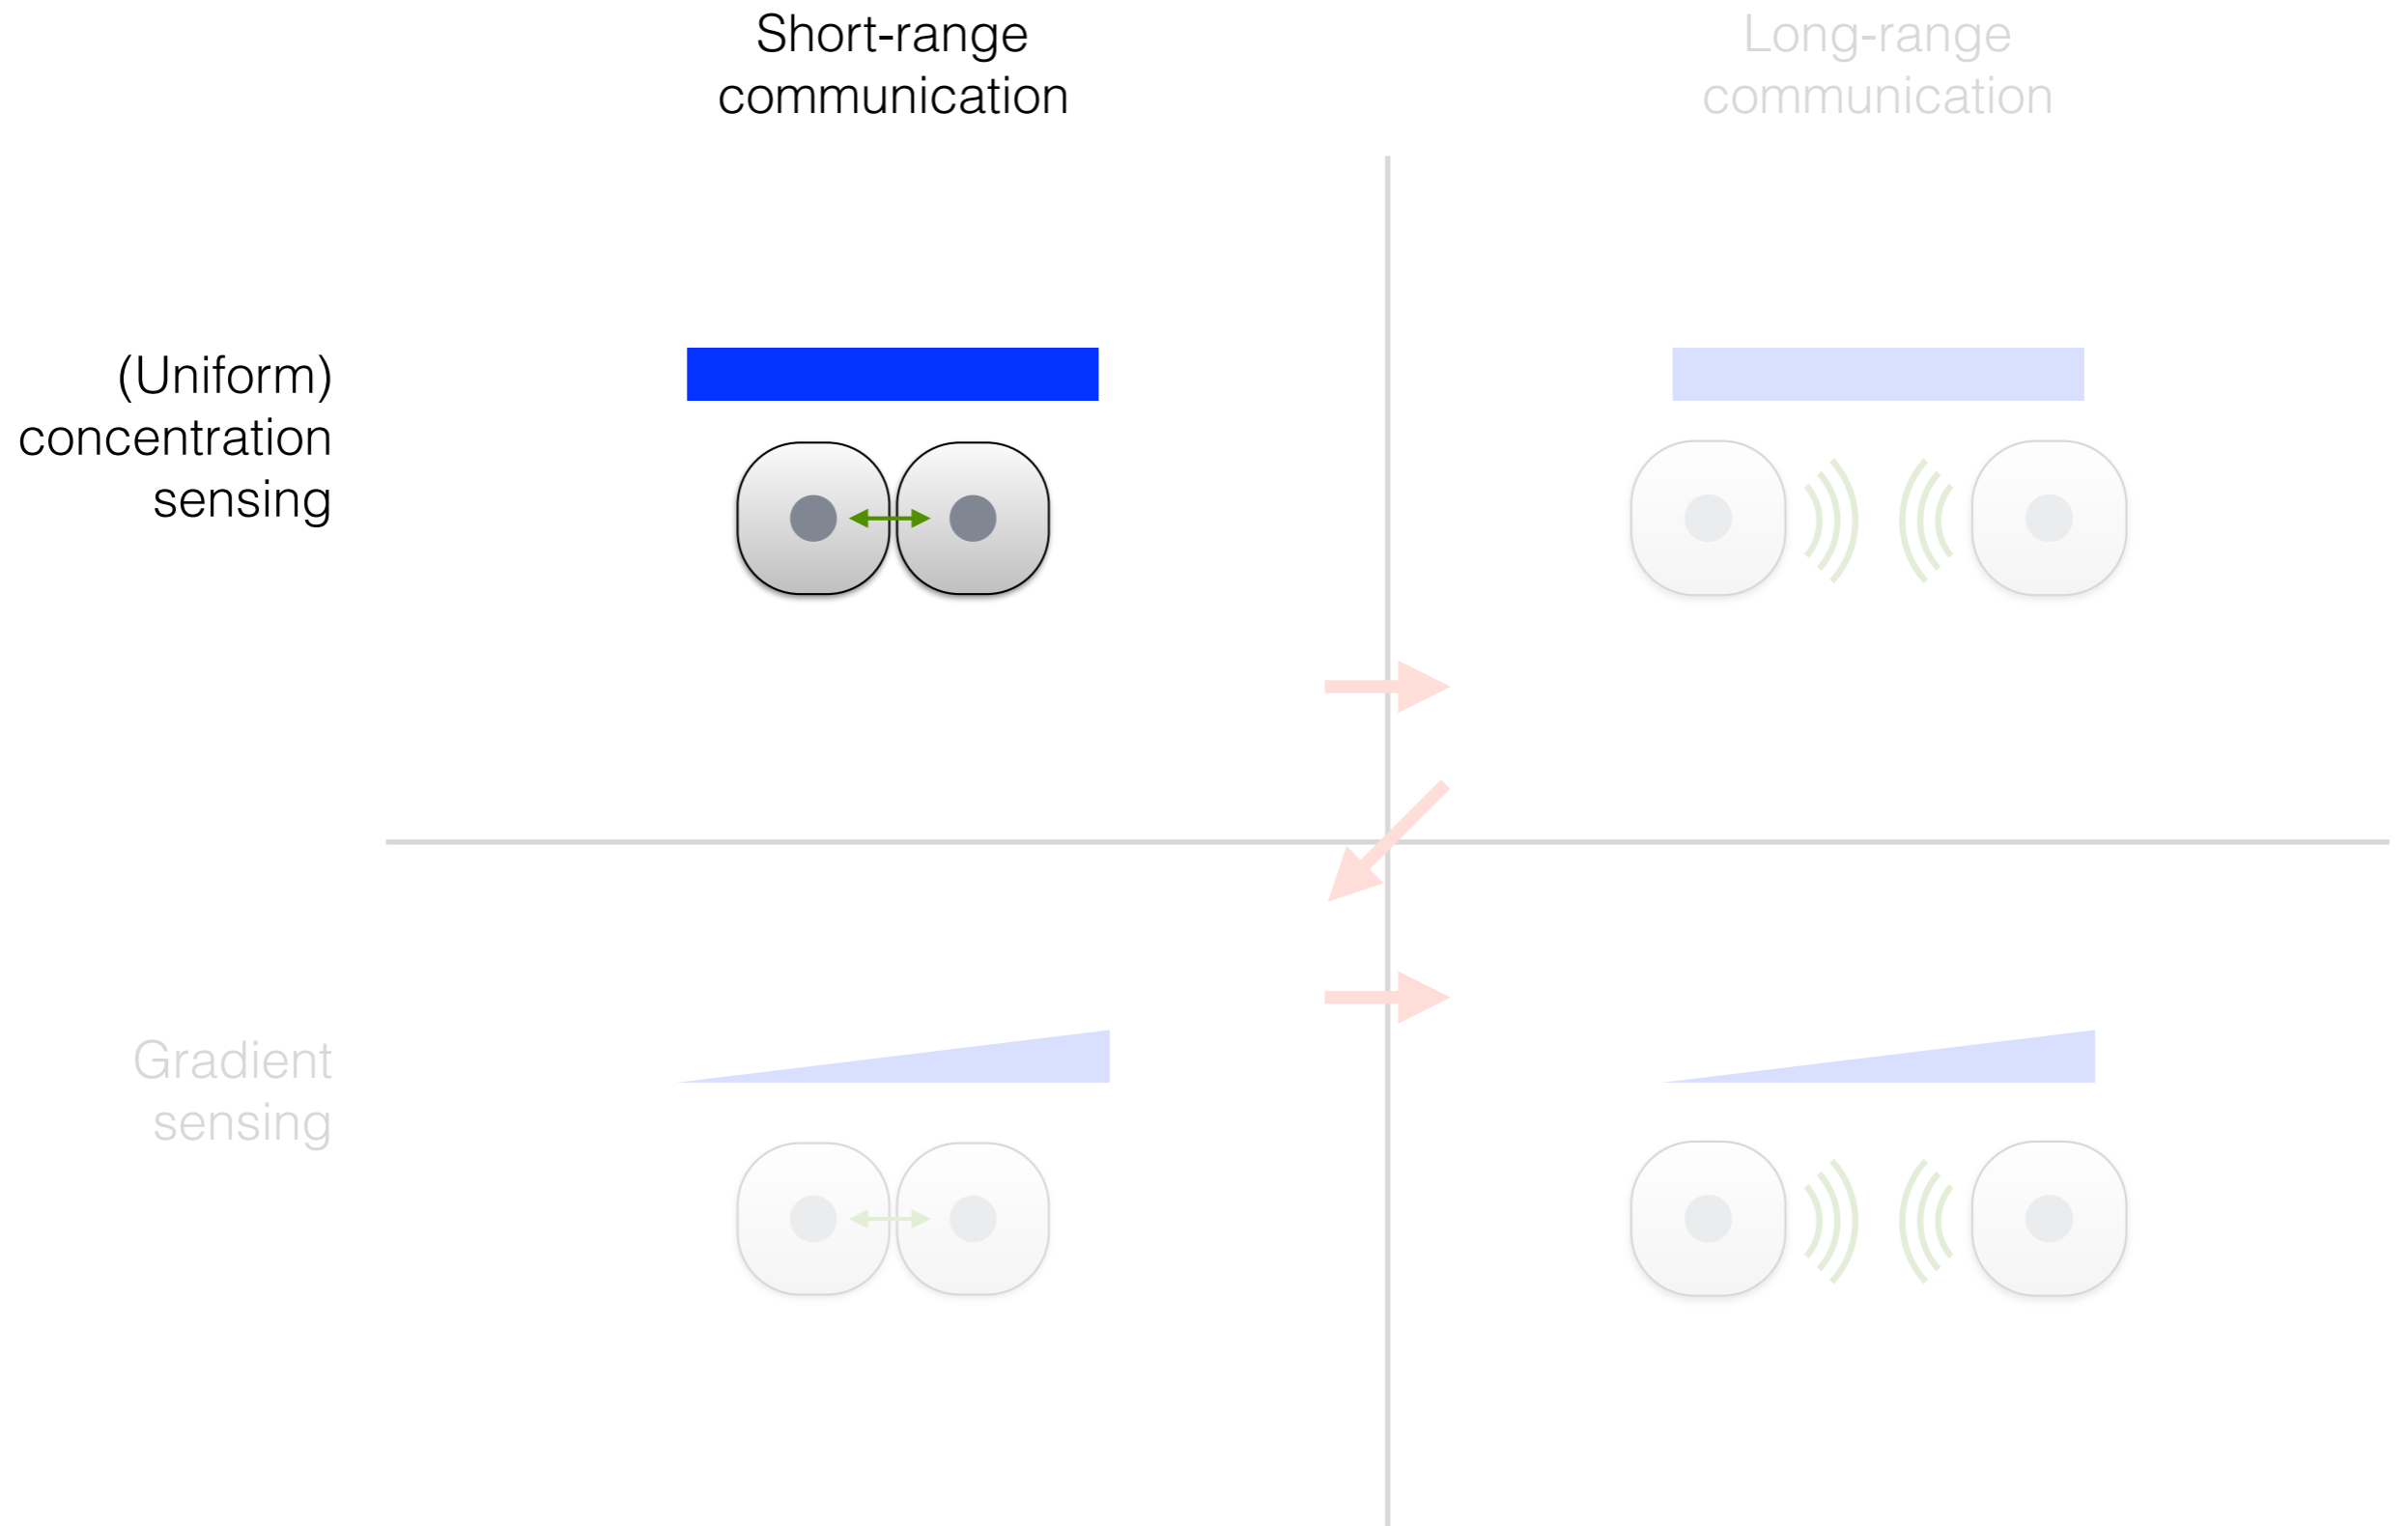 Short-range
communication
Long-range
communication
(Uniform)
concentration
sensing
Gradient
sensing